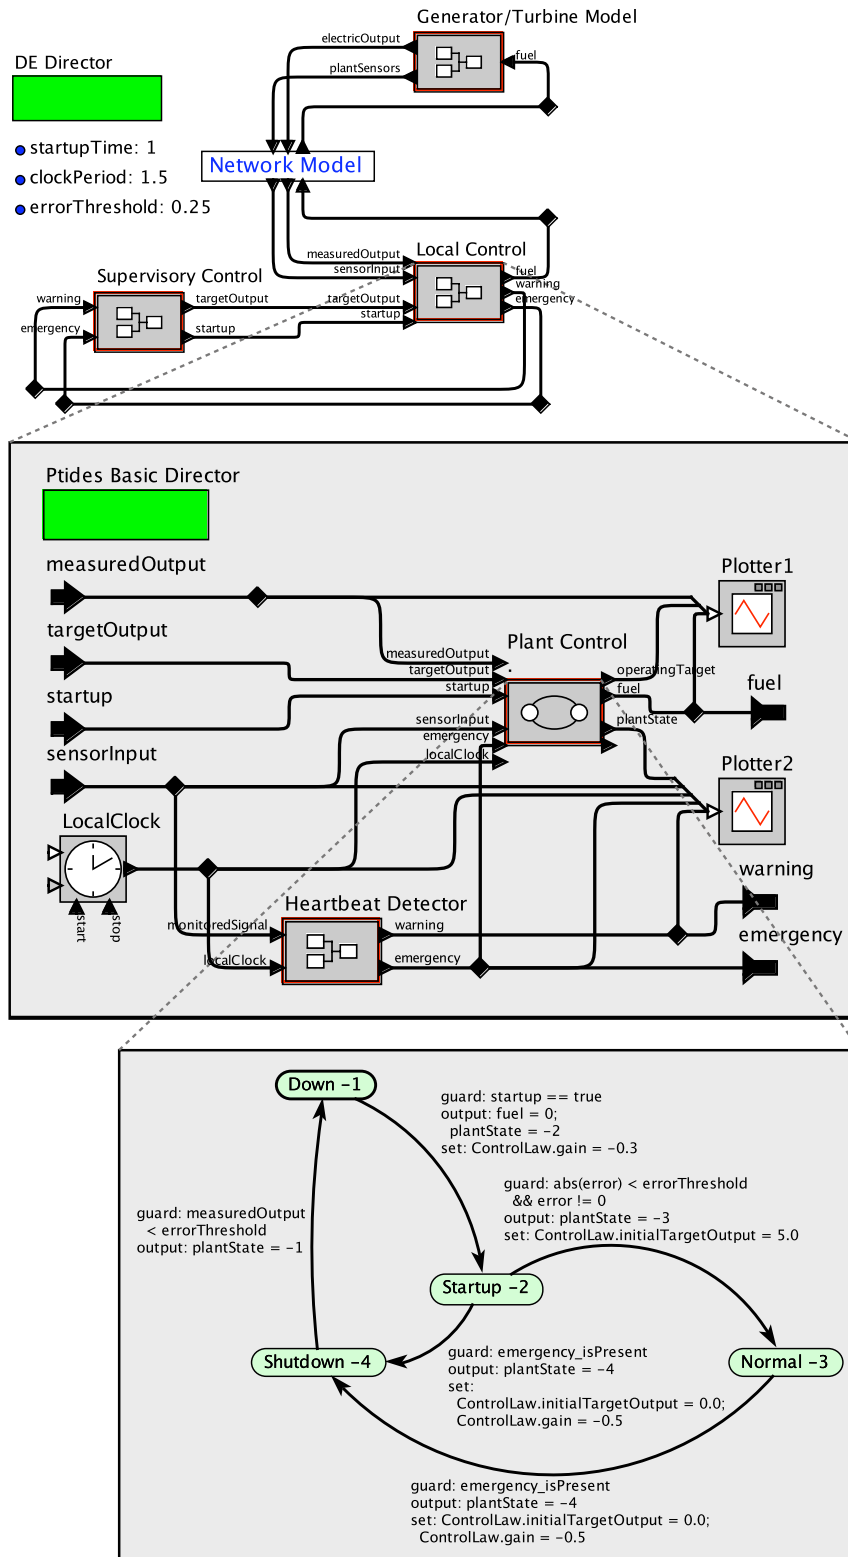 Generator/Turbine Model
electricOutput
plantSensors
fuel
DE Director
startupTime: 1
clockPeriod: 1.5
errorThreshold: 0.25
Network Model
Local Control
measuredOutput
sensorInput
targetOutput
startup
fuel
warning
emergency
Supervisory Control
warning
emergency
targetOutput
startup
Ptides Basic Director
measuredOutput
targetOutput
startup
sensorInput
LocalClock
start
stop
Plant Control
measuredOutput
targetOutput
startup
sensorInput
emergency
localClock
operatingTarget
fuel
plantState
Plotter1
fuel
Plotter2
warning
emergency
Heartbeat Detector
monitoredSignal
localClock
warning
emergency
Down -1
guard: startup == true
output: fuel = 0;
plantState = -2
set: ControlLaw.gain = -0.3
guard: abs(error) < errorThreshold
&& error != 0
output: plantState = -3
set: ControlLaw.initialTargetOutput = 5.0
guard: measuredOutput
< errorThreshold
output: plantState = -1
Startup -2
Shutdown -4
Normal -3
guard: emergency_isPresent
output: plantState = -4
set:
ControlLaw.initialTargetOutput = 0.0;
ControlLaw.gain = -0.5
guard: emergency_isPresent
output: plantState = -4
set: ControlLaw.initialTargetOutput = 0.0;
ControlLaw.gain = -0.5